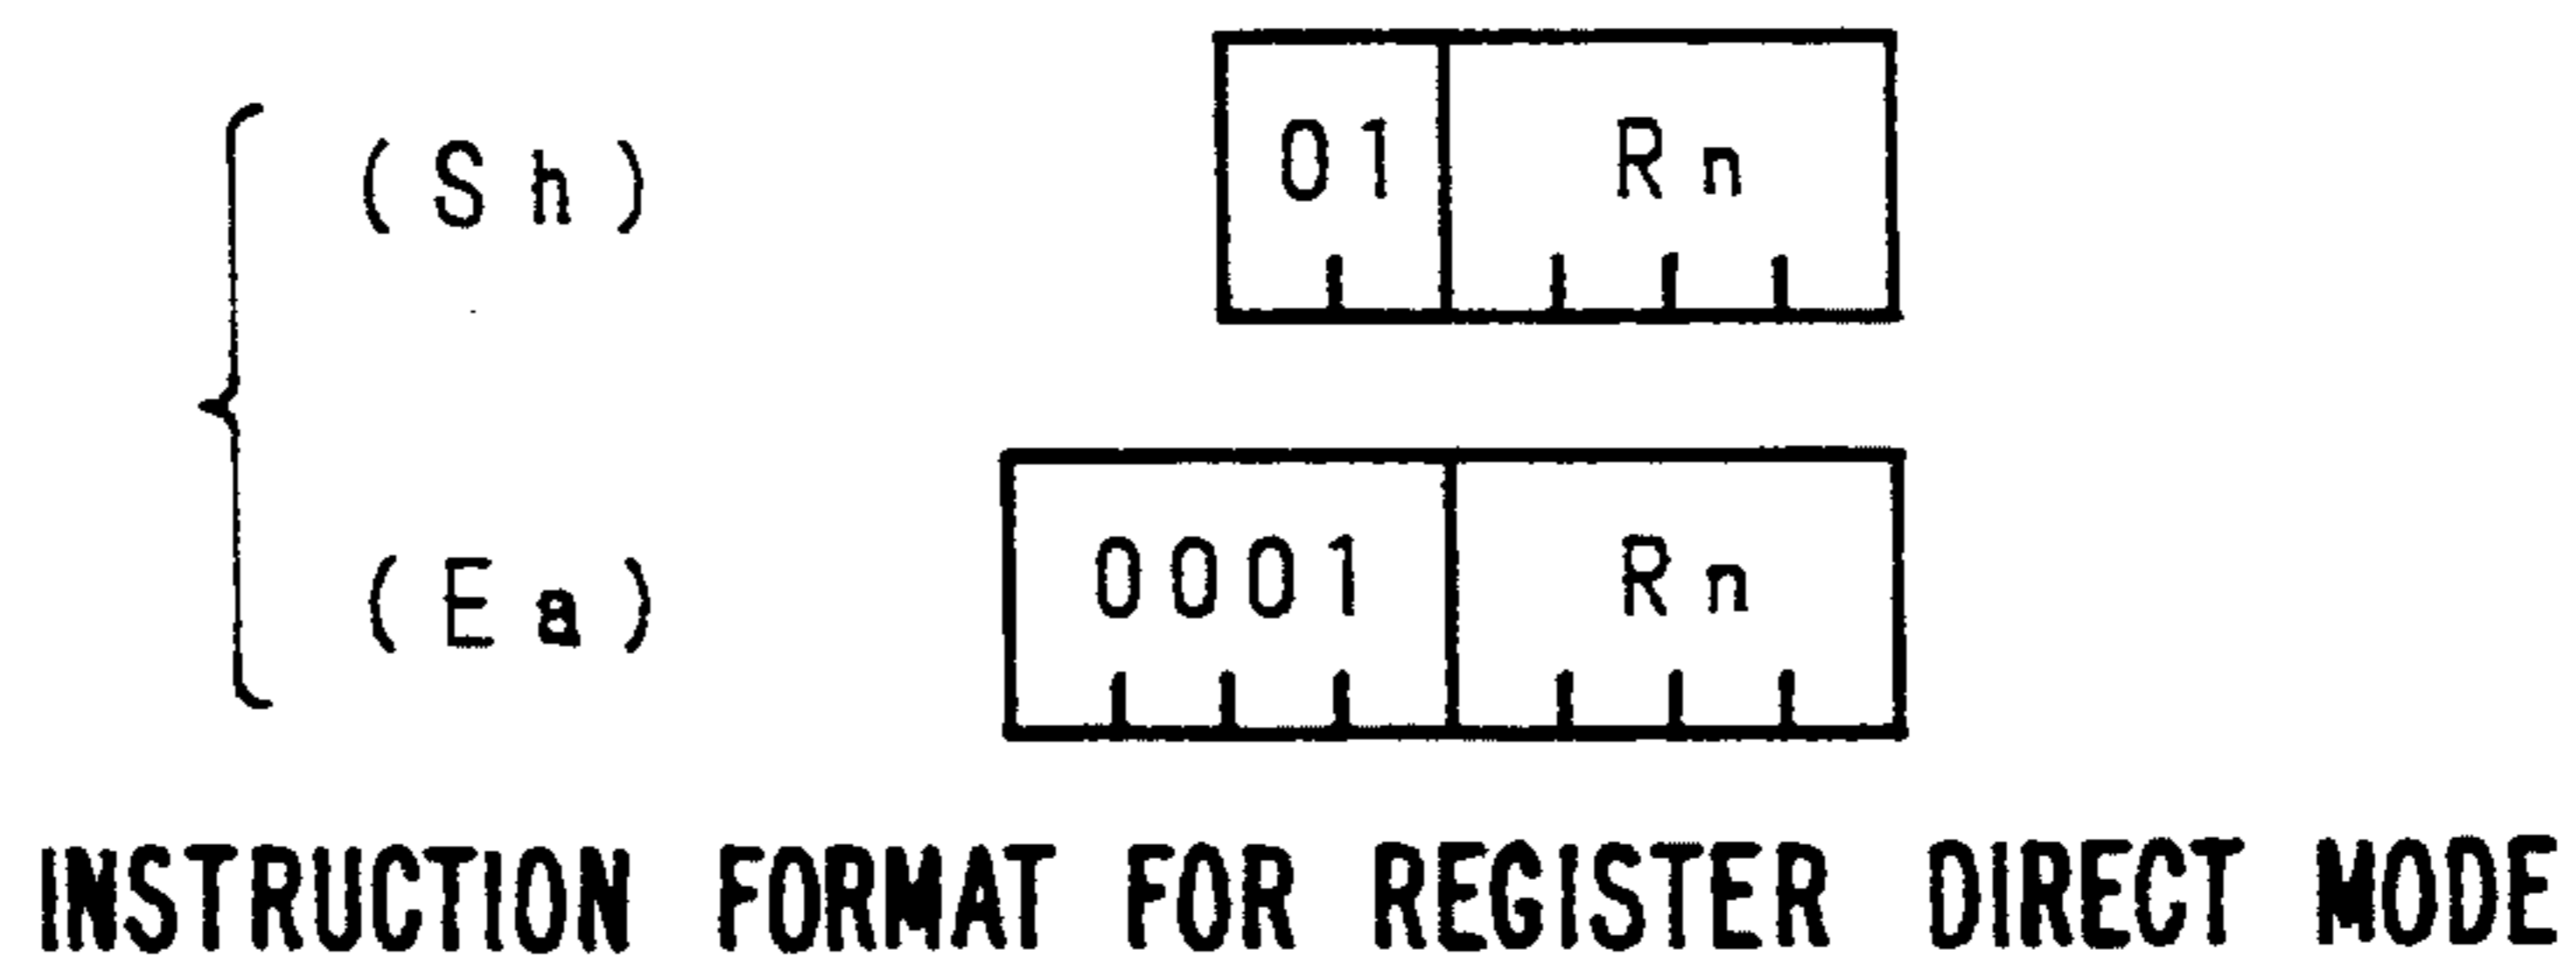 (Sh) 01 Rn
(Ea) 0001 Rn
INSTRUCTION FORMAT FOR REGISTER DIRECT MODE